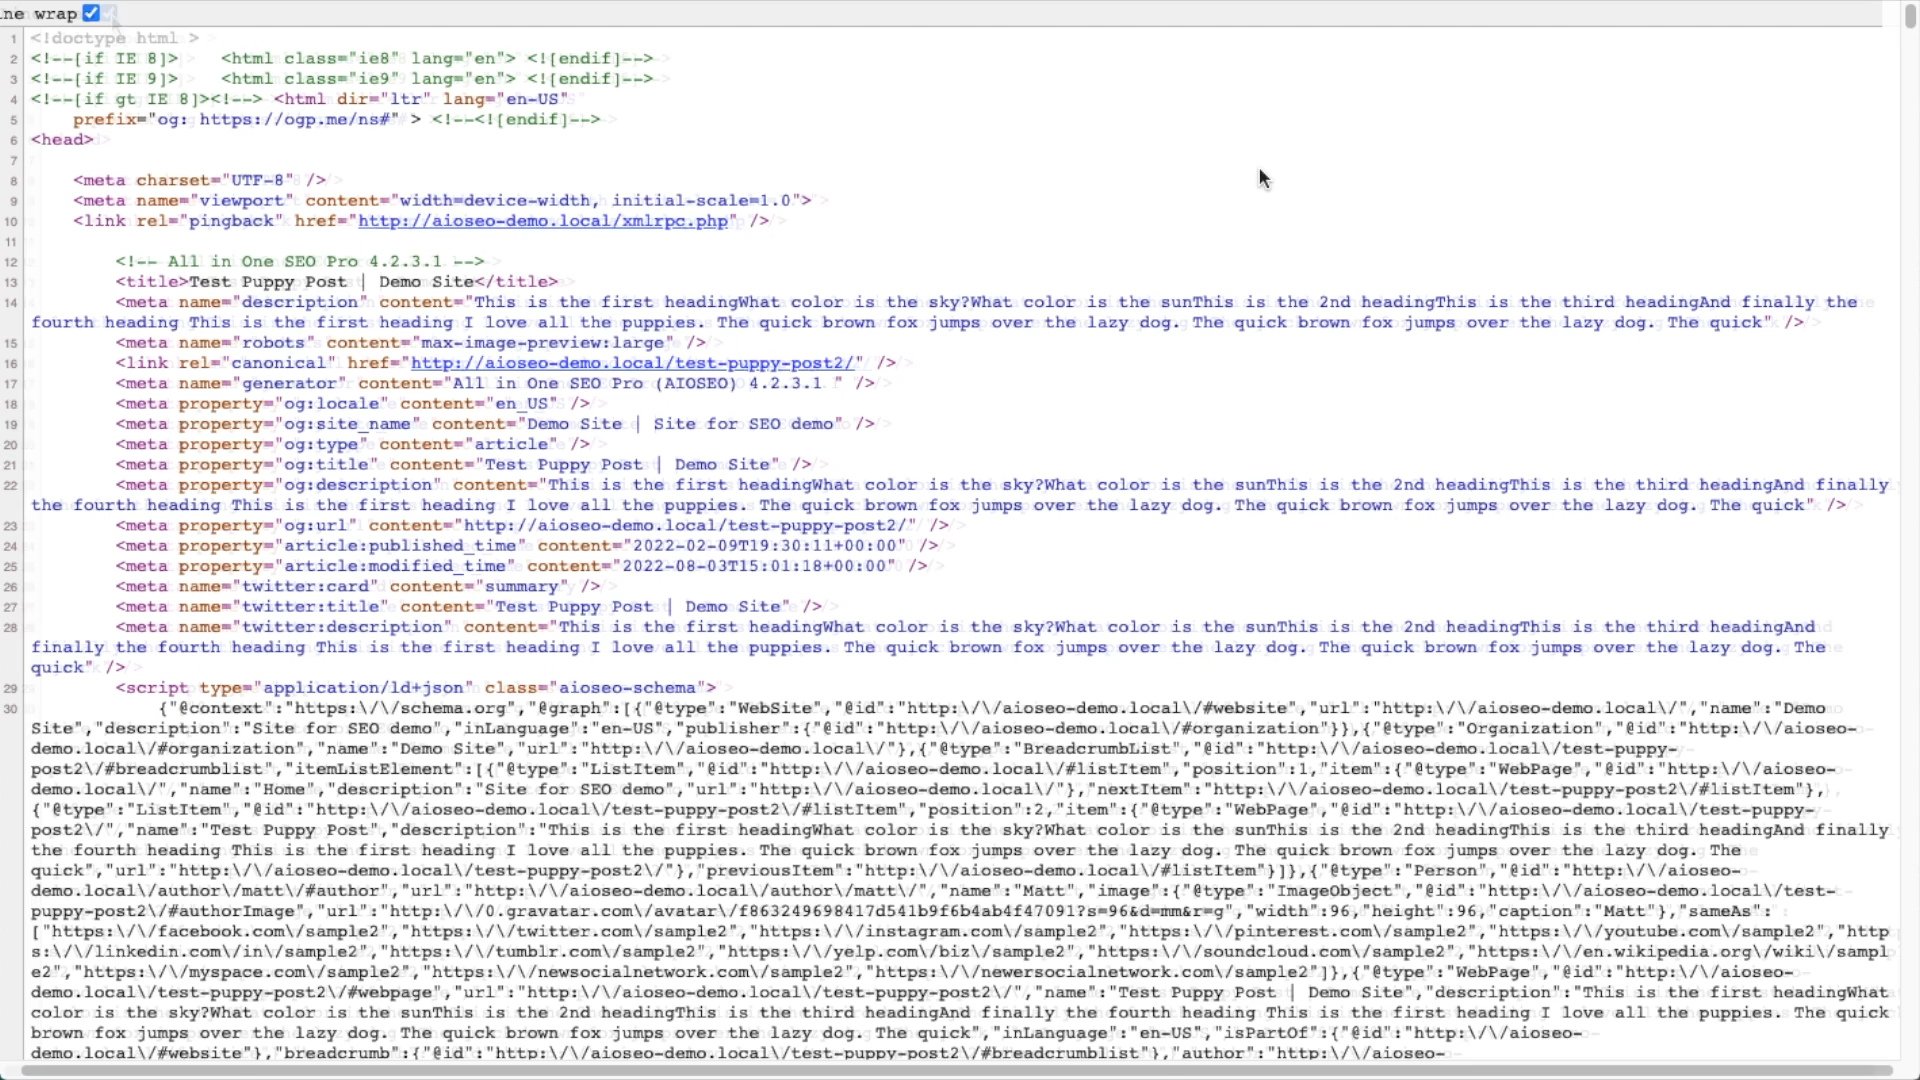 ine wrap
1 <!doctype html >
2 <!--[if IE 8]>    <html class="ie8" lang="en"> <![endif]-->
3 <!--[if IE 9]>    <html class="ie9" lang="en"> <![endif]-->
4 <!--[if gt IE 8]><!--> <html dir="ltr" lang="en-US"
5     prefix="og: https://ogp.me/ns#" > <!--<![endif]-->
6 <head>
7
8     <meta charset="UTF-8" />
9     <meta name="viewport" content="width=device-width, initial-scale=1.0">
10     <link rel="pingback" href="http://aioseo-demo.local/xmlrpc.php" />
11
12         <!-- All in One SEO Pro 4.2.3.1 -->
13         <title>Test Puppy Post | Demo Site</title>
14         <meta name="description" content="This is the first headingWhat color is the sky?What color is the sunThis is the 2nd headingThis is the third headingAnd finally the
fourth heading This is the first heading I love all the puppies. The quick brown fox jumps over the lazy dog. The quick brown fox jumps over the lazy dog. The quick" />
15         <meta name="robots" content="max-image-preview:large" />
16         <link rel="canonical" href="http://aioseo-demo.local/test-puppy-post2/" />
17         <meta name="generator" content="All in One SEO Pro (AIOSEO) 4.2.3.1 " />
18         <meta property="og:locale" content="en_US" />
19         <meta property="og:site_name" content="Demo Site | Site for SEO demo" />
20         <meta property="og:type" content="article" />
21         <meta property="og:title" content="Test Puppy Post | Demo Site" />
22         <meta property="og:description" content="This is the first headingWhat color is the sky?What color is the sunThis is the 2nd headingThis is the third headingAnd finally
the fourth heading This is the first heading I love all the puppies. The quick brown fox jumps over the lazy dog. The quick brown fox jumps over the lazy dog. The quick" />
23         <meta property="og:url" content="http://aioseo-demo.local/test-puppy-post2/" />
24         <meta property="article:published_time" content="2022-02-09T19:30:11+00:00" />
25         <meta property="article:modified_time" content="2022-08-03T15:01:18+00:00" />
26         <meta name="twitter:card" content="summary" />
27         <meta name="twitter:title" content="Test Puppy Post | Demo Site" />
28         <meta name="twitter:description" content="This is the first headingWhat color is the sky?What color is the sunThis is the 2nd headingThis is the third headingAnd
finally the fourth heading This is the first heading I love all the puppies. The quick brown fox jumps over the lazy dog. The quick brown fox jumps over the lazy dog. The
quick" />
29         <script type="application/ld+json" class="aioseo-schema">
30             {"@context":"https:\/\/schema.org","@graph":[{"@type":"WebSite","@id":"http:\/\/aioseo-demo.local\/#website","url":"http:\/\/aioseo-demo.local\/","name":"Demo
Site","description":"Site for SEO demo","inLanguage":"en-US","publisher":{"@id":"http:\/\/aioseo-demo.local\/#organization"}},{"@type":"Organization","@id":"http:\/\/aioseo-
demo.local\/#organization","name":"Demo Site","url":"http:\/\/aioseo-demo.local\/"},{"@type":"BreadcrumbList","@id":"http:\/\/aioseo-demo.local\/test-puppy-
post2\/#breadcrumblist","itemListElement":[{"@type":"ListItem","@id":"http:\/\/aioseo-demo.local\/#listItem","position":1,"item":{"@type":"WebPage","@id":"http:\/\/aioseo-
demo.local\/","name":"Home","description":"Site for SEO demo","url":"http:\/\/aioseo-demo.local\/"},"nextItem":"http:\/\/aioseo-demo.local\/test-puppy-post2\/#listItem"},
{"@type":"ListItem","@id":"http:\/\/aioseo-demo.local\/test-puppy-post2\/#listItem","position":2,"item":{"@type":"WebPage","@id":"http:\/\/aioseo-demo.local\/test-puppy-
post2\/","name":"Test Puppy Post","description":"This is the first headingWhat color is the sky?What color is the sunThis is the 2nd headingThis is the third headingAnd finally
the fourth heading This is the first heading I love all the puppies. The quick brown fox jumps over the lazy dog. The quick brown fox jumps over the lazy dog. The
quick","url":"http:\/\/aioseo-demo.local\/test-puppy-post2\/"},"previousItem":"http:\/\/aioseo-demo.local\/#listItem"}]},{"@type":"Person","@id":"http:\/\/aioseo-
demo.local\/author\/matt\/#author","url":"http:\/\/aioseo-demo.local\/author\/matt\/","name":"Matt","image":{"@type":"ImageObject","@id":"http:\/\/aioseo-demo.local\/test-
puppy-post2\/#authorImage","url":"http:\/\/0.gravatar.com\/avatar\/f863249698417d541b9f6b4ab4f47091?s=96&d=mm&r=g","width":96,"height":96,"caption":"Matt"},"sameAs":
["https:\/\/facebook.com\/sample2","https:\/\/twitter.com\/sample2","https:\/\/instagram.com\/sample2","https:\/\/pinterest.com\/sample2","https:\/\/youtube.com\/sample2","http
s:\/\/linkedin.com\/in\/sample2","https:\/\/tumblr.com\/sample2","https:\/\/yelp.com\/biz\/sample2","https:\/\/soundcloud.com\/sample2","https:\/\/en.wikipedia.org\/wiki\/sampl
e2","https:\/\/myspace.com\/sample2","https:\/\/newsocialnetwork.com\/sample2","https:\/\/newersocialnetwork.com\/sample2"]},{"@type":"WebPage","@id":"http:\/\/aioseo-
demo.local\/test-puppy-post2\/#webpage","url":"http:\/\/aioseo-demo.local\/test-puppy-post2\/","name":"Test Puppy Post | Demo Site","description":"This is the first headingWhat
color is the sky?What color is the sunThis is the 2nd headingThis is the third headingAnd finally the fourth heading This is the first heading I love all the puppies. The quick
brown fox jumps over the lazy dog. The quick brown fox jumps over the lazy dog. The quick","inLanguage":"en-US","isPartOf":{"@id":"http:\/\/aioseo-
demo.local\/#website"},"breadcrumb":{"@id":"http:\/\/aioseo-demo.local\/test-puppy-post2\/#breadcrumblist"},"author":"http:\/\/aioseo-